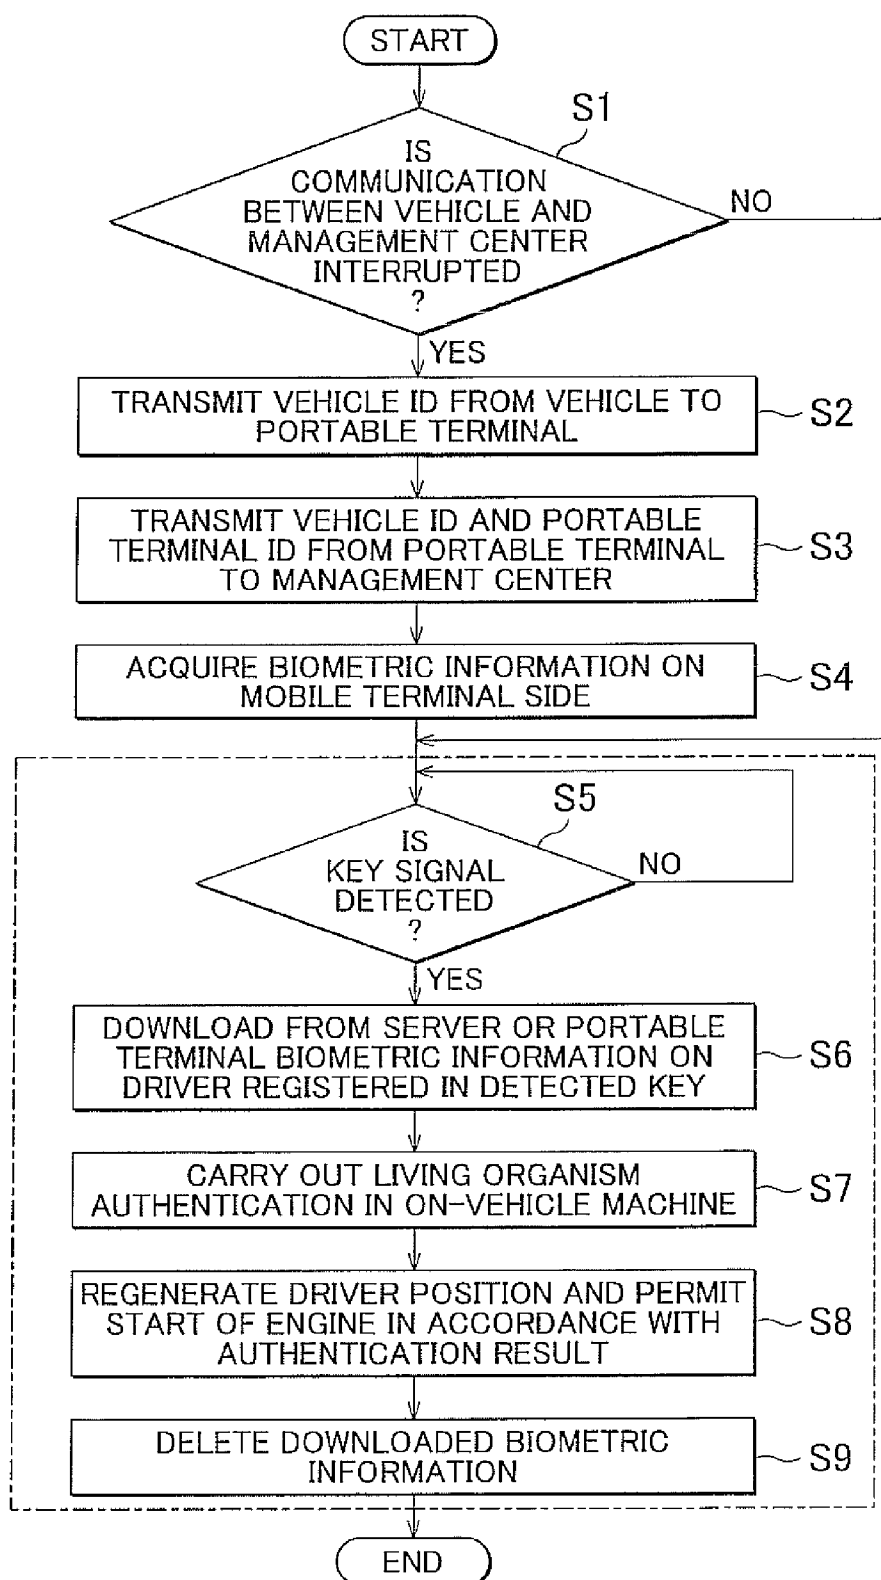 START
S1
IS
COMMUNICATION
BETWEEN VEHICLE AND
MANAGEMENT CENTER
INTERRUPTED
?
NO
YES
TRANSMIT VEHICLE ID FROM VEHICLE TO
PORTABLE TERMINAL
S2
TRANSMIT VEHICLE ID AND PORTABLE
TERMINAL ID FROM PORTABLE TERMINAL
TO MANAGEMENT CENTER
S3
ACQUIRE BIOMETRIC INFORMATION ON
MOBILE TERMINAL SIDE
S4
S5
IS
KEY SIGNAL
DETECTED
?
NO
YES
DOWNLOAD FROM SERVER OR PORTABLE
TERMINAL BIOMETRIC INFORMATION ON
DRIVER REGISTERED IN DETECTED KEY
S6
CARRY OUT LIVING ORGANISM
AUTHENTICATION IN ON-VEHICLE MACHINE
S7
REGENERATE DRIVER POSITION AND PERMIT
START OF ENGINE IN ACCORDANCE WITH
AUTHENTICATION RESULT
S8
DELETE DOWNLOADED BIOMETRIC
INFORMATION
S9
END